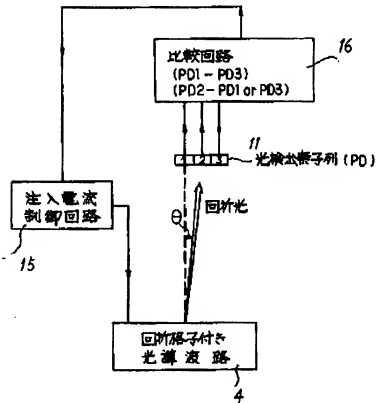 16
比較回路
(PD1-PD3)
(PD2-PD1 or PD3)
11
1 2 3
光検出素子列(PD)
回折光
θ
注入電流
制御回路
15
回折格子付き
光導波路
4